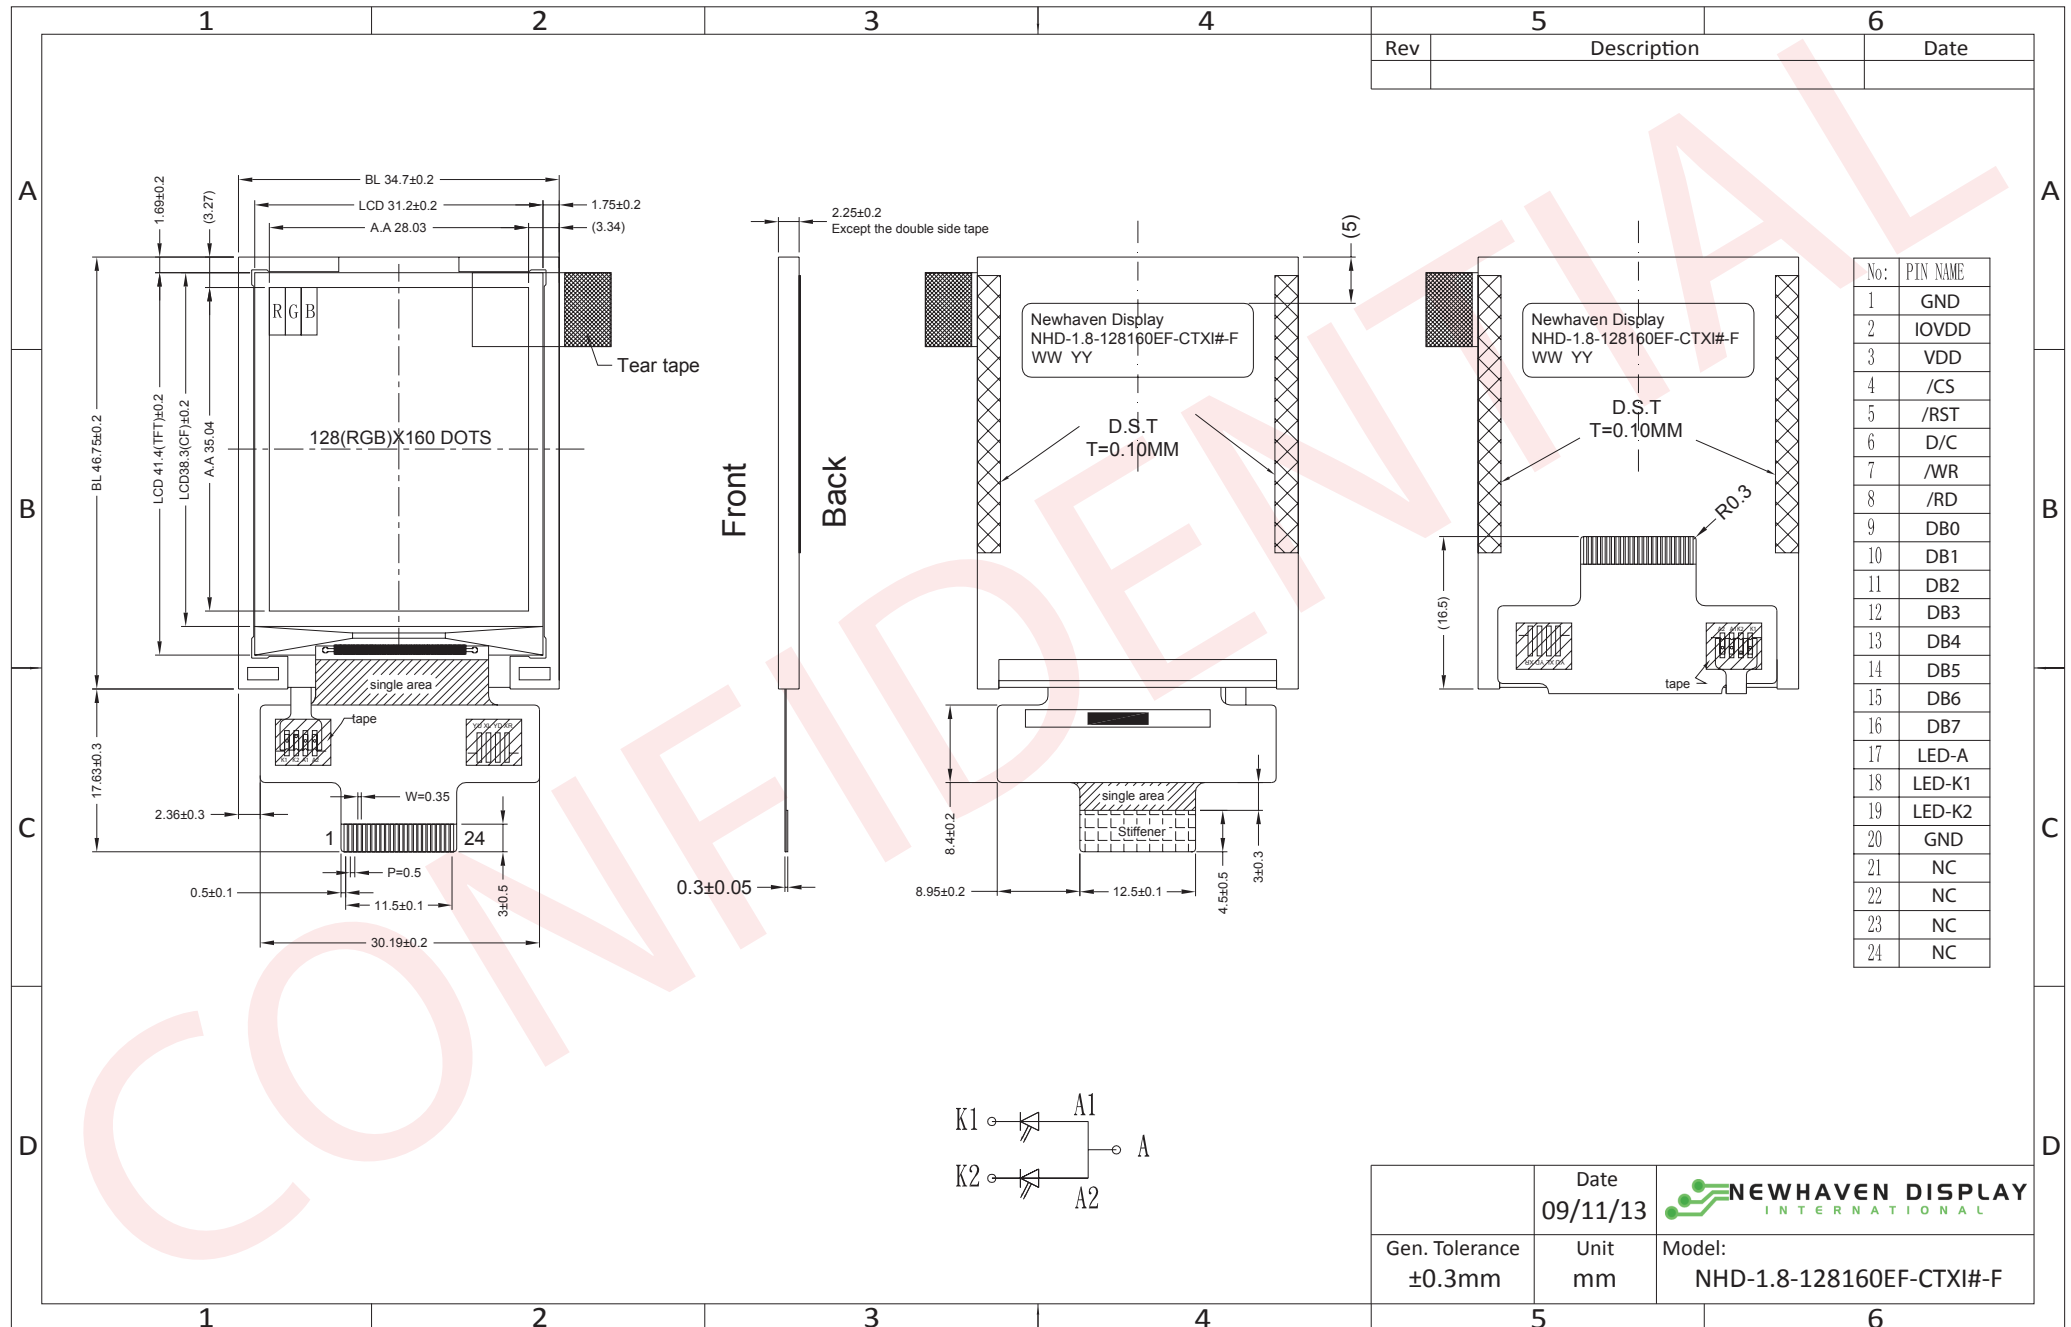 1 2 3 4 5 6
A
B
C
D
A
B
C
D
1 2 3 4 5 6
Rev Description Date
CONFIDENTIAL
BL 34.7±0.2
LCD 31.2±0.2
1.75±0.2
A.A 28.03
(3.34)
1.69±0.2
(3.27)
BL 46.75±0.2
LCD 41.4(TFT)±0.2
LCD38.3(CF)±0.2
A.A 35.04
R G B
Tear tape
128(RGB)X160 DOTS
single area
tape
K1 K2 A1 A2
YD XL YD XR
17.63±0.3
2.36±0.3
W=0.35
1 24
P=0.5
0.5±0.1
11.5±0.1
3±0.5
30.19±0.2
2.25±0.2
Except the double side tape
Front
Back
0.3±0.05
(5)
Newhaven Display
NHD-1.8-128160EF-CTXI#-F
WW YY
D.S.T
T=0.10MM
single area
Stiffener
8.4±0.2
8.95±0.2
12.5±0.1
4.5±0.5
3±0.3
Newhaven Display
NHD-1.8-128160EF-CTXI#-F
WW YY
D.S.T
T=0.10MM
R0.3
(16.5)
A2 A1 K2 K1
tape
No: PIN NAME
1 GND
2 IOVDD
3 VDD
4 /CS
5 /RST
6 D/C
7 /WR
8 /RD
9 DB0
10 DB1
11 DB2
12 DB3
13 DB4
14 DB5
15 DB6
16 DB7
17 LED-A
18 LED-K1
19 LED-K2
20 GND
21 NC
22 NC
23 NC
24 NC
K1 A1
A
K2 A2
Date
09/11/13
NEWHAVEN DISPLAY
INTERNATIONAL
Gen. Tolerance
±0.3mm
Unit
mm
Model:
NHD-1.8-128160EF-CTXI#-F